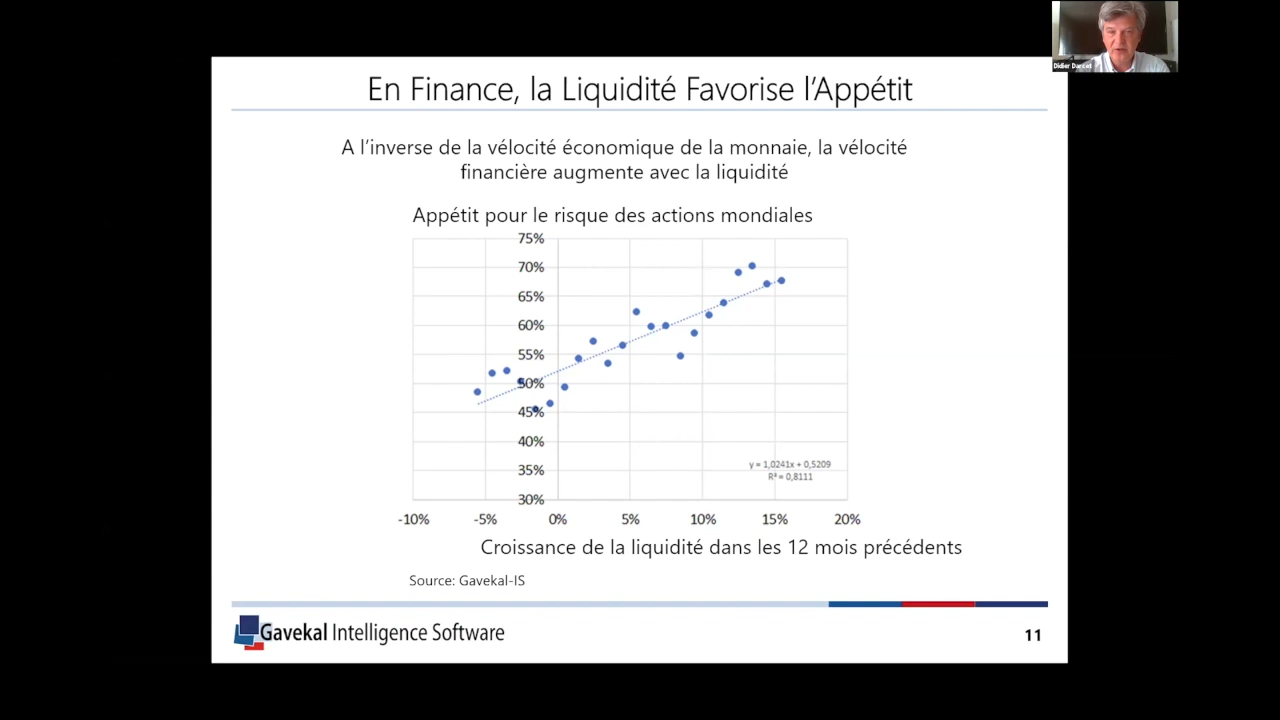 Didier Darcet
En Finance, la Liquidité Favorise l'Appétit
A l'inverse de la vélocité économique de la monnaie, la vélocité
financière augmente avec la liquidité
Appétit pour le risque des actions mondiales
75%
70%
65%
60%
55%
50%
45%
40%
35%
30%
y = 1,0241x + 0,5209
R² = 0,8111
-10% -5% 0% 5% 10% 15% 20%
Croissance de la liquidité dans les 12 mois précédents
Source: Gavekal-IS
Gavekal Intelligence Software
11